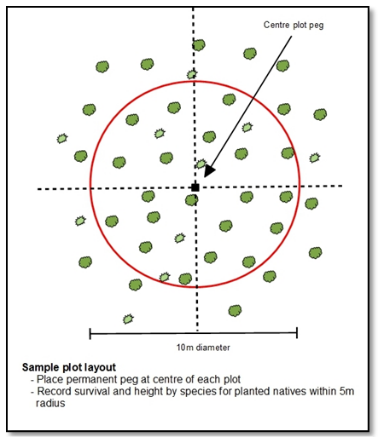 Centre plot peg
10m diameter
Sample plot layout
- Place permanent peg at centre of each plot
- Record survival and height by species for planted natives within 5m
radius